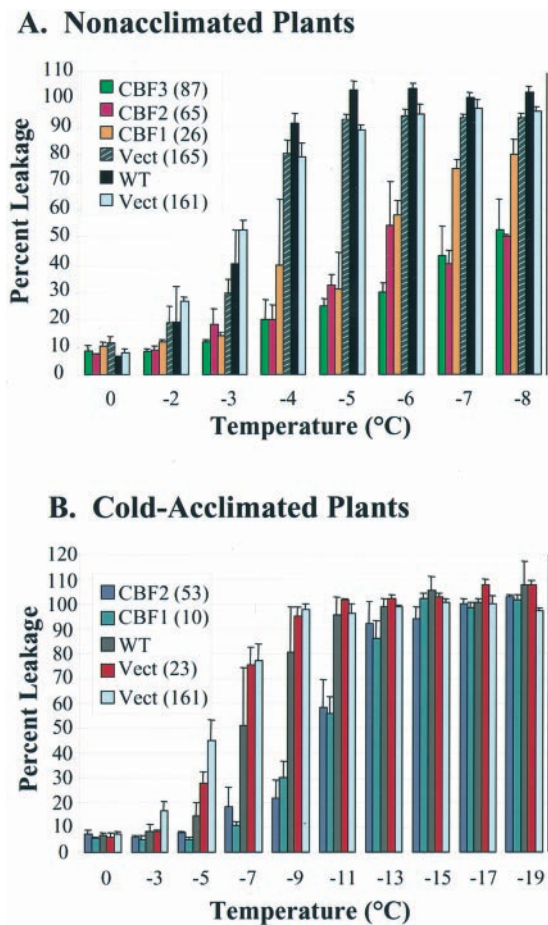 A. Nonacclimated Plants
Percent Leakage
110
100
90
80
70
60
50
40
30
20
10
0
CBF3 (87)
CBF2 (65)
CBF1 (26)
Vect (165)
WT
Vect (161)
0 -2 -3 -4 -5 -6 -7 -8
Temperature (°C)
B. Cold-Acclimated Plants
Percent Leakage
120
110
100
90
80
70
60
50
40
30
20
10
0
CBF2 (53)
CBF1 (10)
WT
Vect (23)
Vect (161)
0 -3 -5 -7 -9 -11 -13 -15 -17 -19
Temperature (°C)